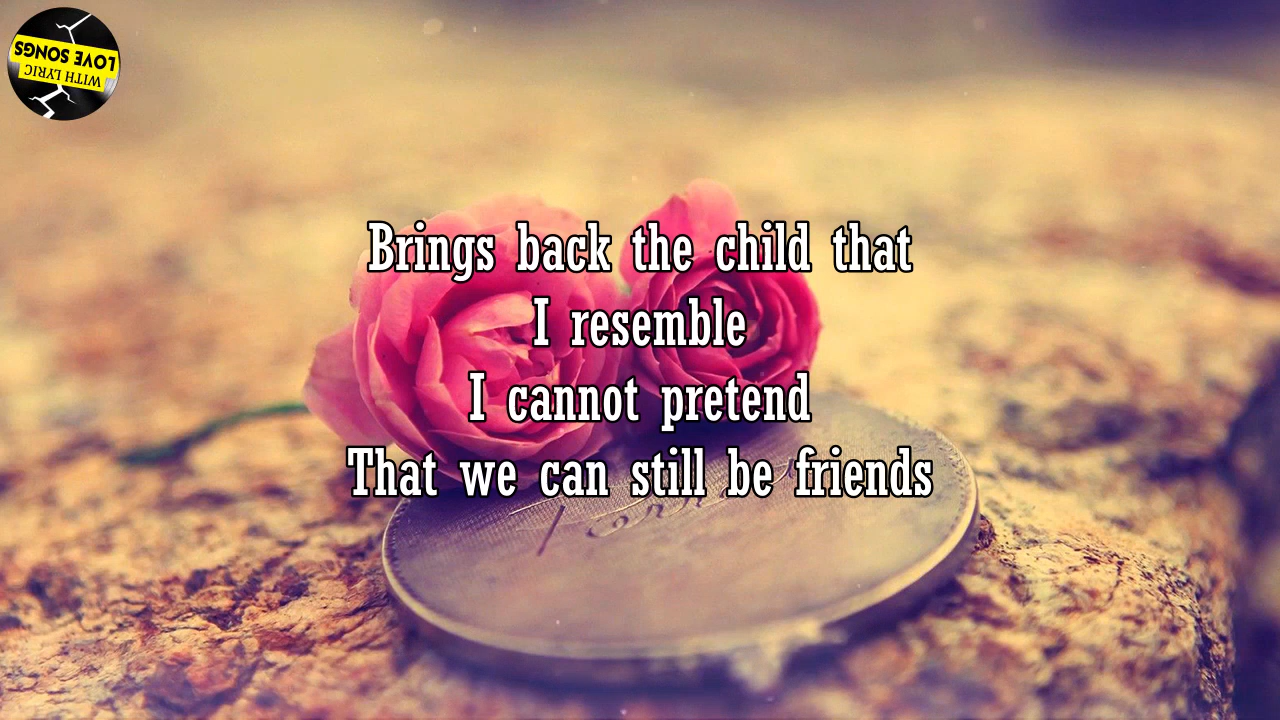 LOVE SONGS
WITH LYRIC
Brings back the child that
I resemble
I cannot pretend
That we can still be friends